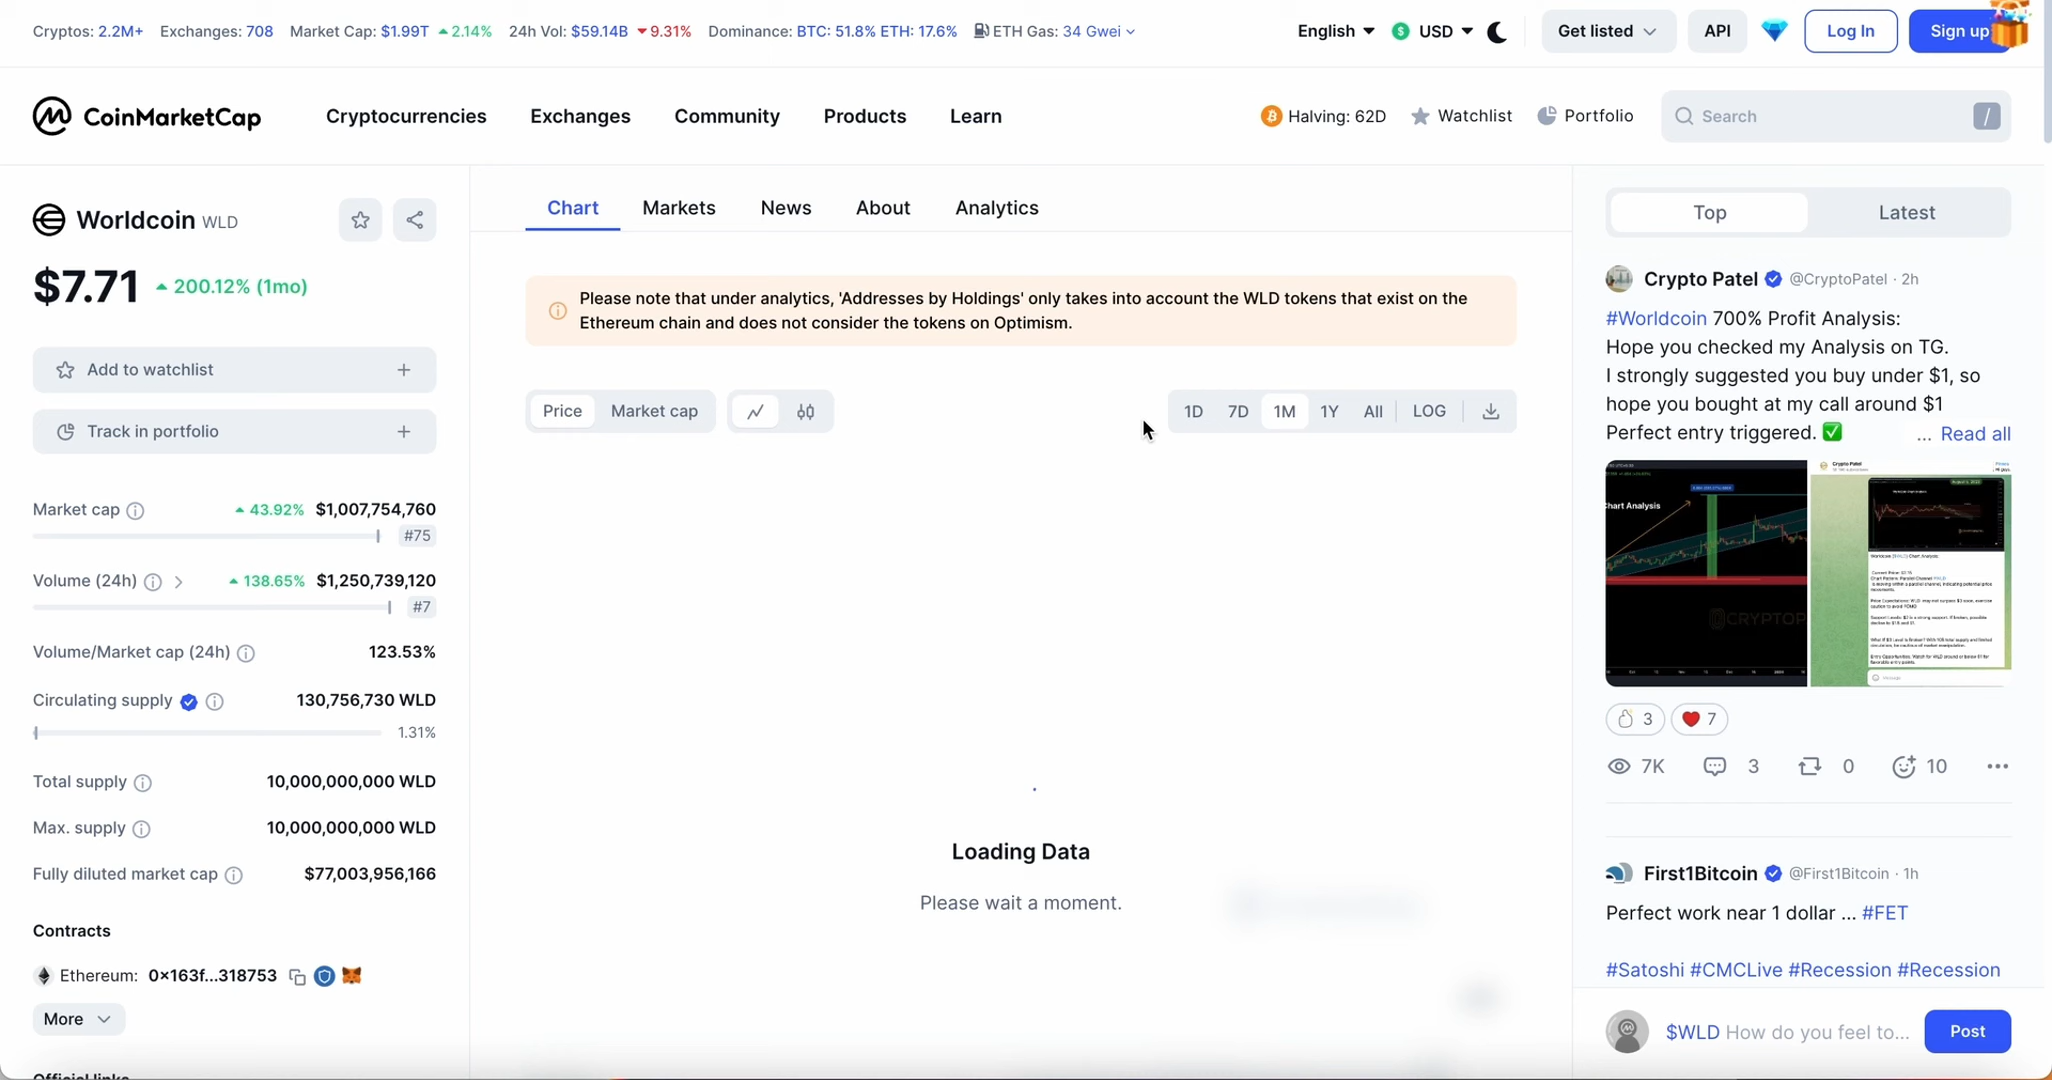 Cryptos: 2.2M+ Exchanges: 708 Market Cap: $1.99T 2.14% 24h Vol: $59.14B 9.31% Dominance: BTC: 51.8% ETH: 17.6% ETH Gas: 34 Gwei English USD Get listed API Log In Sign up
CoinMarketCap Cryptocurrencies Exchanges Community Products Learn Halving: 62D Watchlist Portfolio Search /
Worldcoin WLD
$7.71 200.12% (1mo)
Add to watchlist +
Track in portfolio +
Market cap 43.92% $1,007,754,760
#75
Volume (24h) 138.65% $1,250,739,120
#7
Volume/Market cap (24h) 123.53%
Circulating supply 130,756,730 WLD
1.31%
Total supply 10,000,000,000 WLD
Max. supply 10,000,000,000 WLD
Fully diluted market cap $77,003,956,166
Contracts
Ethereum: 0x163f...318753
More
Official links
Chart Markets News About Analytics
Please note that under analytics, 'Addresses by Holdings' only takes into account the WLD tokens that exist on the
Ethereum chain and does not consider the tokens on Optimism.
Price Market cap 1D 7D 1M 1Y All LOG
Loading Data
Please wait a moment.
Top Latest
Crypto Patel @CryptoPatel · 2h
#Worldcoin 700% Profit Analysis:
Hope you checked my Analysis on TG.
I strongly suggested you buy under $1, so
hope you bought at my call around $1
Perfect entry triggered. ✅ ... Read all
Chart Analysis
Crypto Patel
CRYPTOP
3 7
7K 3 0 10
First1Bitcoin @First1Bitcoin · 1h
Perfect work near 1 dollar ... #FET
#Satoshi #CMCLive #Recession #Recession
$WLD How do you feel to... Post